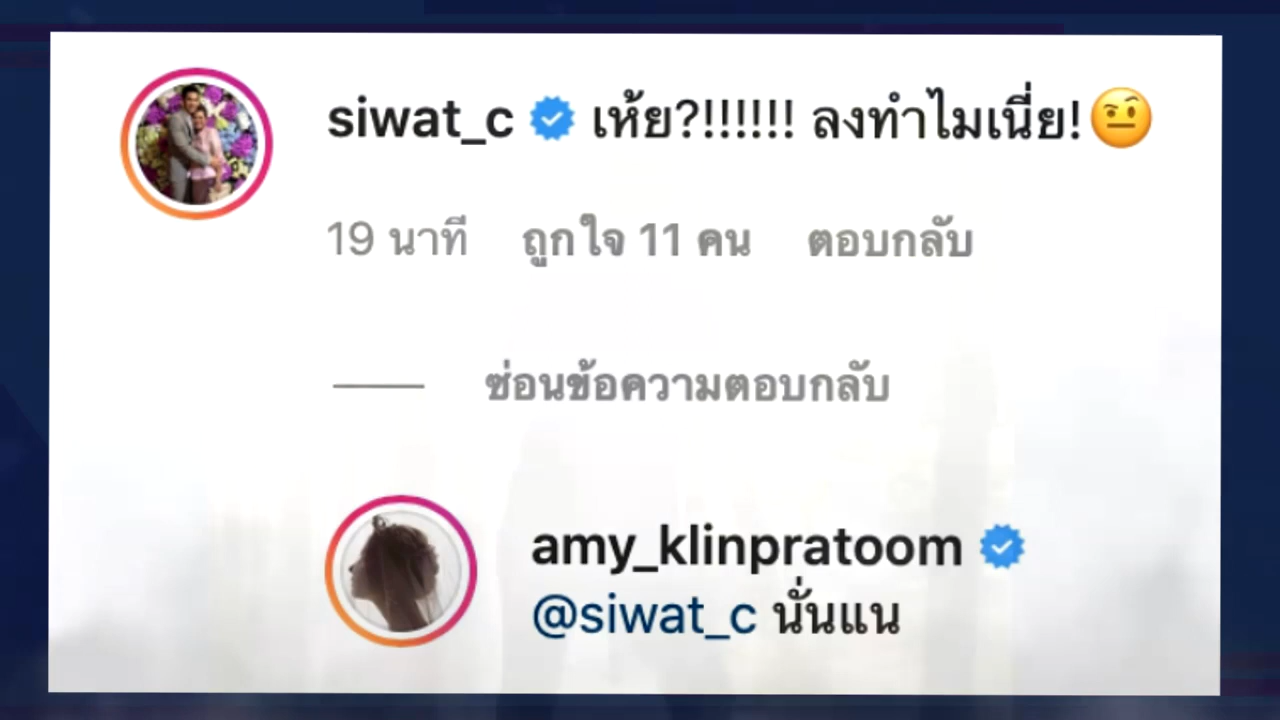 siwat_c เห้ย?!!!!!! ลงทำไมเนี่ย!🤨
19 นาที ถูกใจ 11 คน ตอบกลับ
ซ่อนข้อความตอบกลับ
amy_klinpratoom
@siwat_c นั่นแน